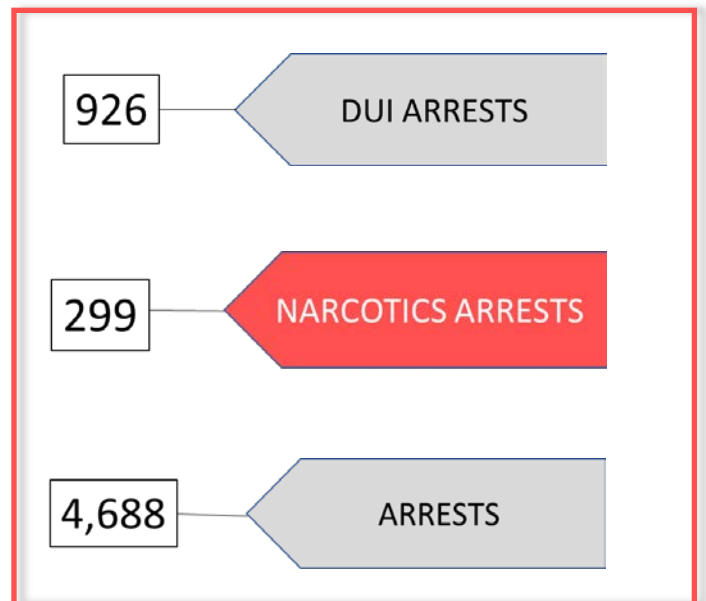 926
DUI ARRESTS
299
NARCOTICS ARRESTS
4,688
ARRESTS